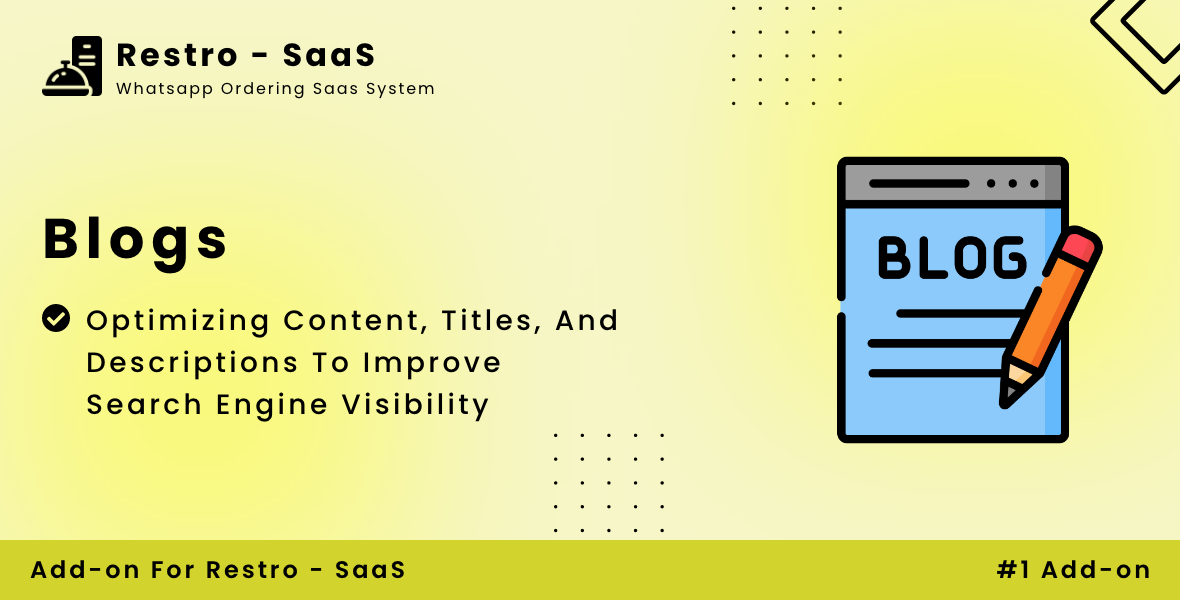 Restro - SaaS
Whatsapp Ordering Saas System
Blogs
Optimizing Content, Titles, And
Descriptions To Improve
Search Engine Visibility
BLOG
Add-on For Restro - SaaS
#1 Add-on